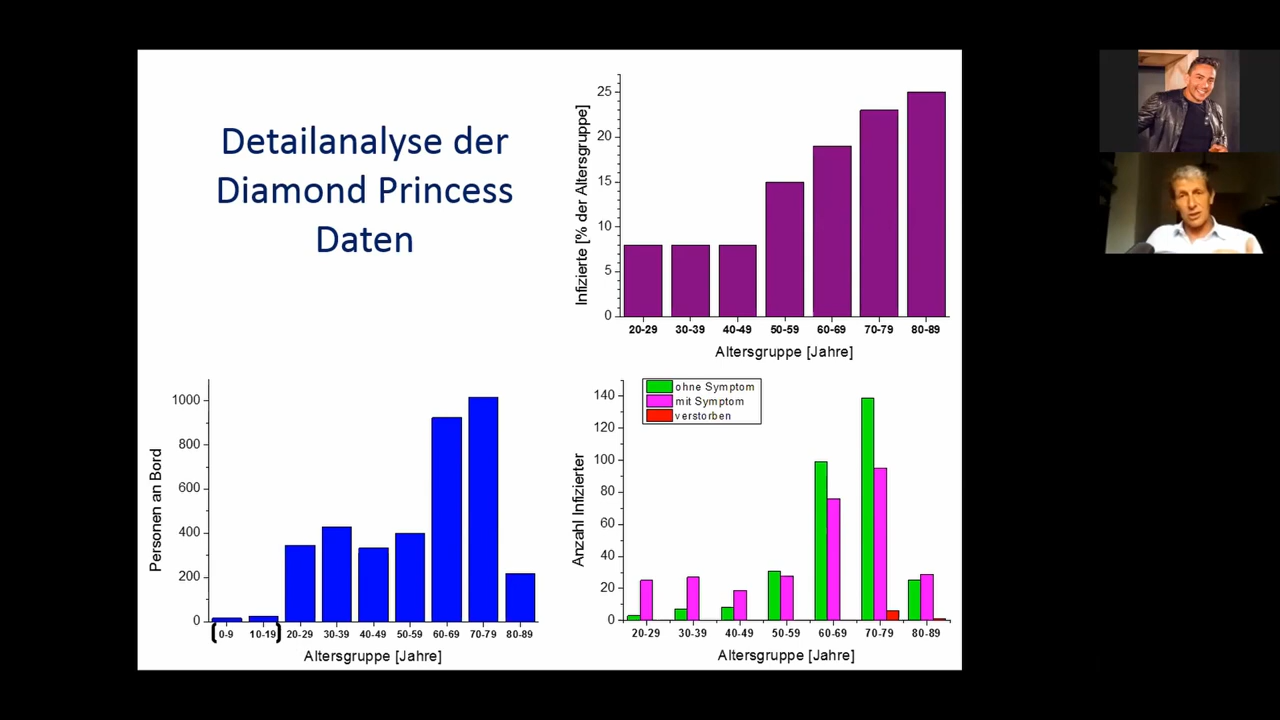 Detailanalyse der
Diamond Princess
Daten
Infizierte [% der Altersgruppe]
25
20
15
10
5
0
20-29 30-39 40-49 50-59 60-69 70-79 80-89
Altersgruppe [Jahre]
Personen an Bord
1000
800
600
400
200
0
0-9 10-19 20-29 30-39 40-49 50-59 60-69 70-79 80-89
Altersgruppe [Jahre]
Anzahl Infizierter
140
120
100
80
60
40
20
0
ohne Symptom
mit Symptom
verstorben
20-29 30-39 40-49 50-59 60-69 70-79 80-89
Altersgruppe [Jahre]